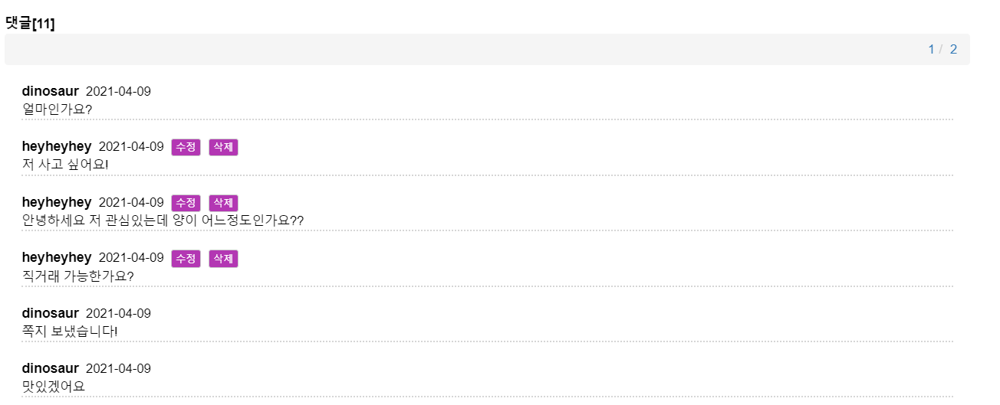 댓글[11]
1 / 2
dinosaur 2021-04-09
얼마인가요?
heyheyhey 2021-04-09 수정 삭제
저 사고 싶어요!
heyheyhey 2021-04-09 수정 삭제
안녕하세요 저 관심있는데 양이 어느정도인가요??
heyheyhey 2021-04-09 수정 삭제
직거래 가능한가요?
dinosaur 2021-04-09
쪽지 보냈습니다!
dinosaur 2021-04-09
맛있겠어요